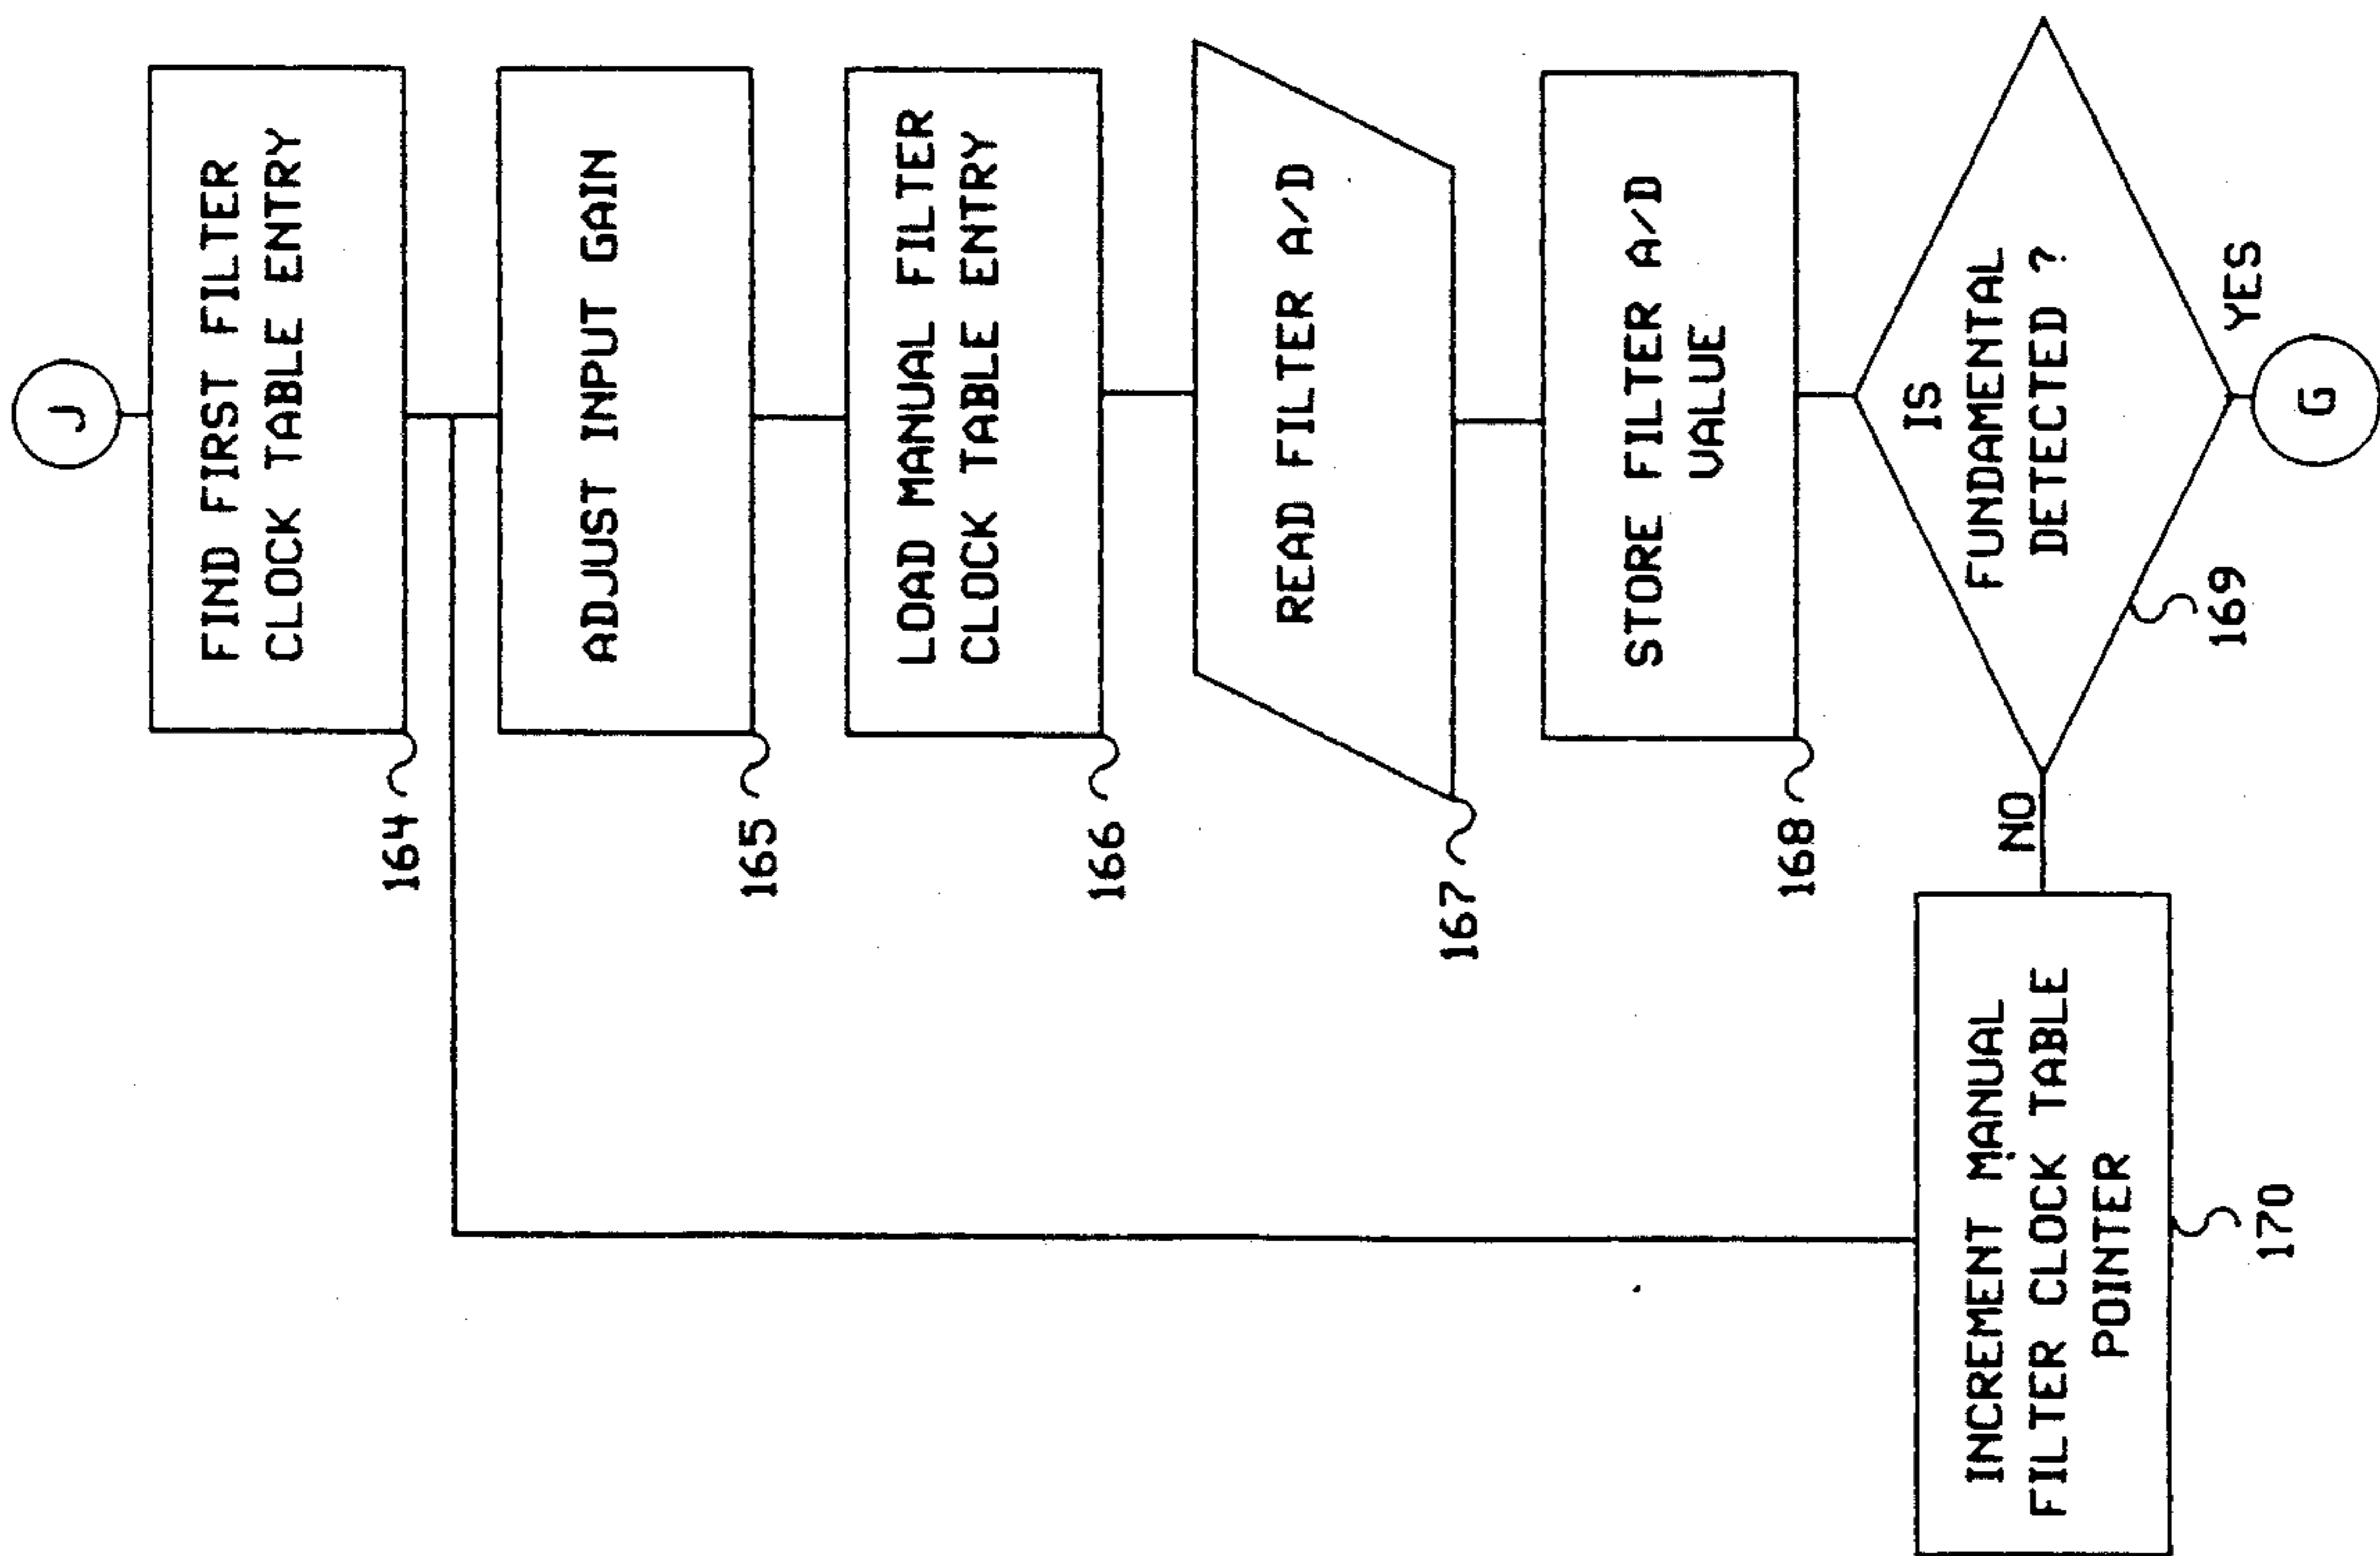 J
FIND FIRST FILTER
CLOCK TABLE ENTRY
164
ADJUST INPUT GAIN
165
LOAD MANUAL FILTER
CLOCK TABLE ENTRY
166
READ FILTER A/D
167
STORE FILTER A/D
VALUE
168
IS
FUNDAMENTAL
DETECTED ?
169
NO
YES
INCREMENT MANUAL
FILTER CLOCK TABLE
POINTER
170
G